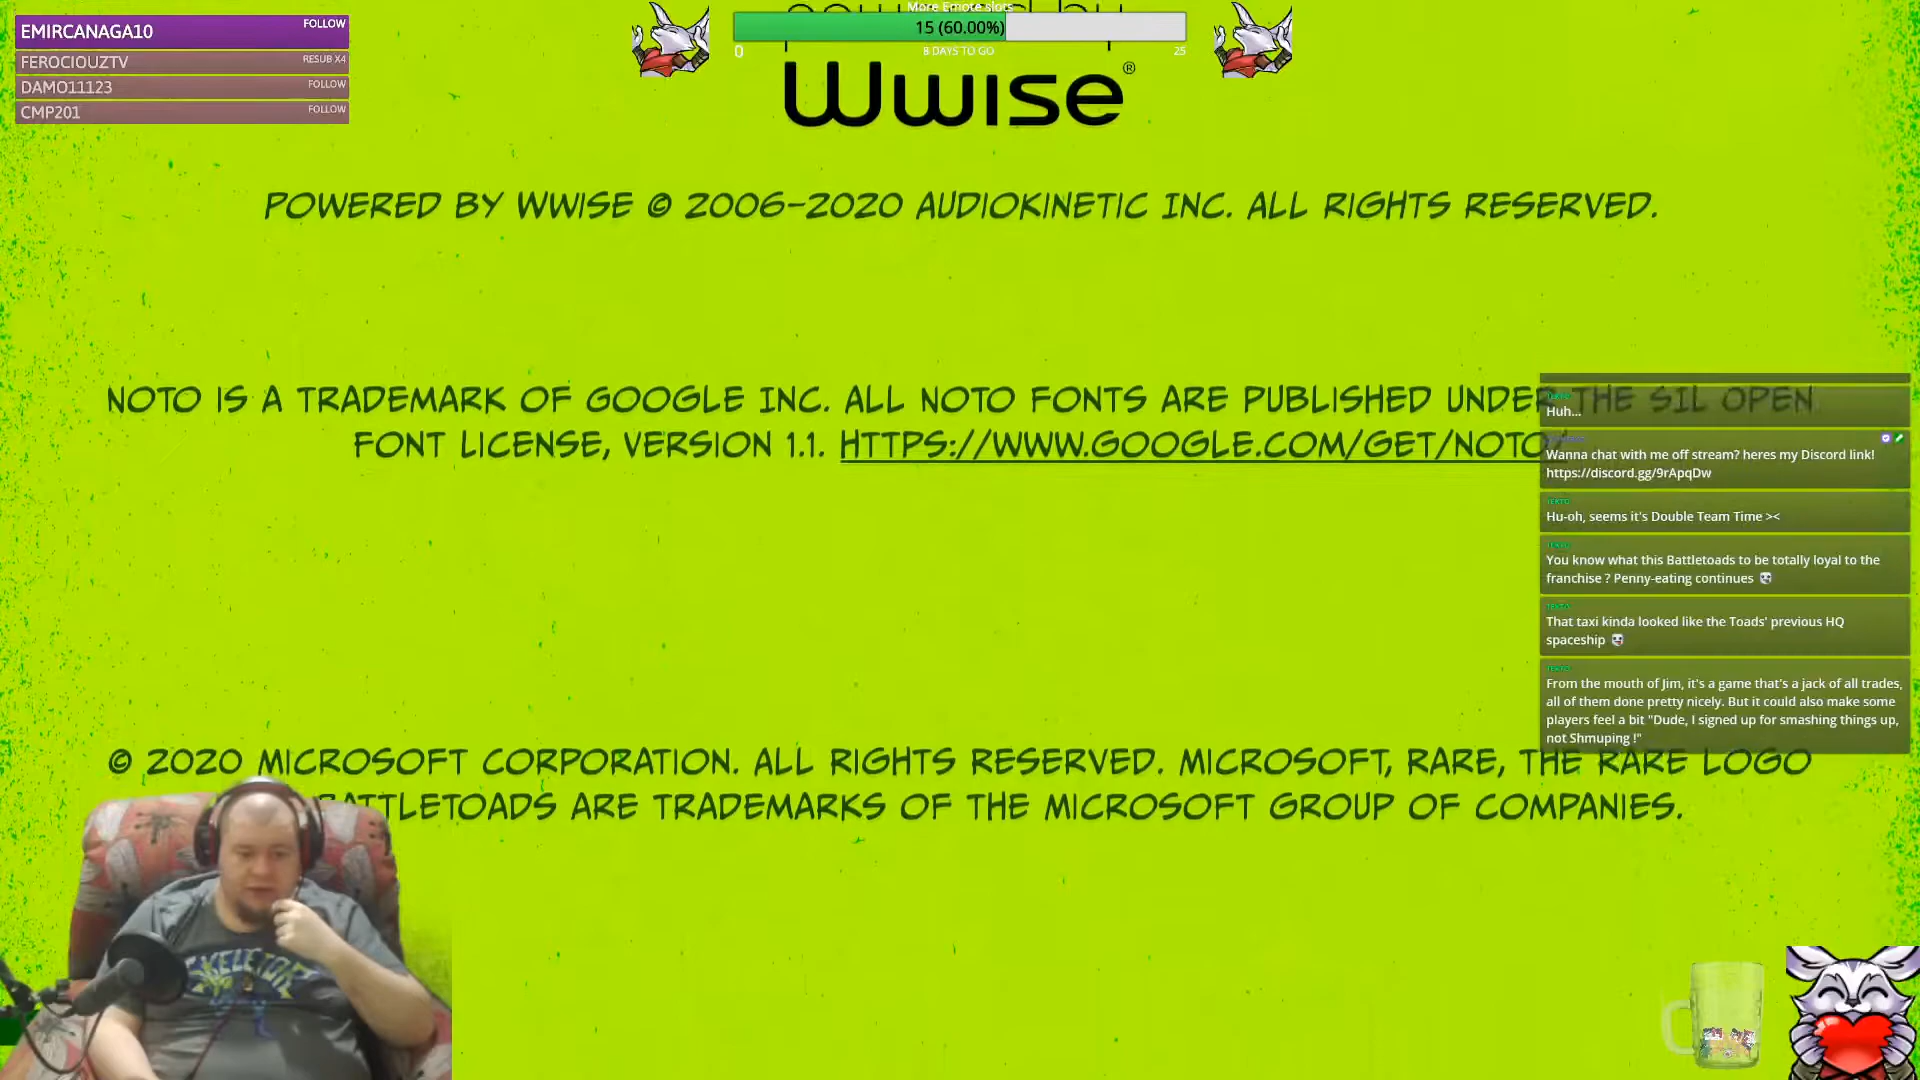 EMIRCANAGA10 FOLLOW
FEROCIOUZTV RESUB X4
DAMO11123 FOLLOW
CMP201 FOLLOW
More Emote slots
15 (60.00%)
0 8 DAYS TO GO 25
Wwise®
POWERED BY WWISE © 2006-2020 AUDIOKINETIC INC. ALL RIGHTS RESERVED.
NOTO IS A TRADEMARK OF GOOGLE INC. ALL NOTO FONTS ARE PUBLISHED UNDER THE SIL OPEN
FONT LICENSE, VERSION 1.1. HTTPS://WWW.GOOGLE.COM/GET/NOTO/
Huh...
Wanna chat with me off stream? heres my Discord link!
https://discord.gg/9rApqDw
TEKTO
Hu-oh, seems it's Double Team Time ><
TEKTO
You know what this Battletoads to be totally loyal to the
franchise ? Penny-eating continues
TEKTO
That taxi kinda looked like the Toads' previous HQ
spaceship
TEKTO
From the mouth of Jim, it's a game that's a jack of all trades,
all of them done pretty nicely. But it could also make some
players feel a bit "Dude, I signed up for smashing things up,
not Shmuping !"
© 2020 MICROSOFT CORPORATION. ALL RIGHTS RESERVED. MICROSOFT, RARE, THE RARE LOGO
BATTLETOADS ARE TRADEMARKS OF THE MICROSOFT GROUP OF COMPANIES.
SKELETOR